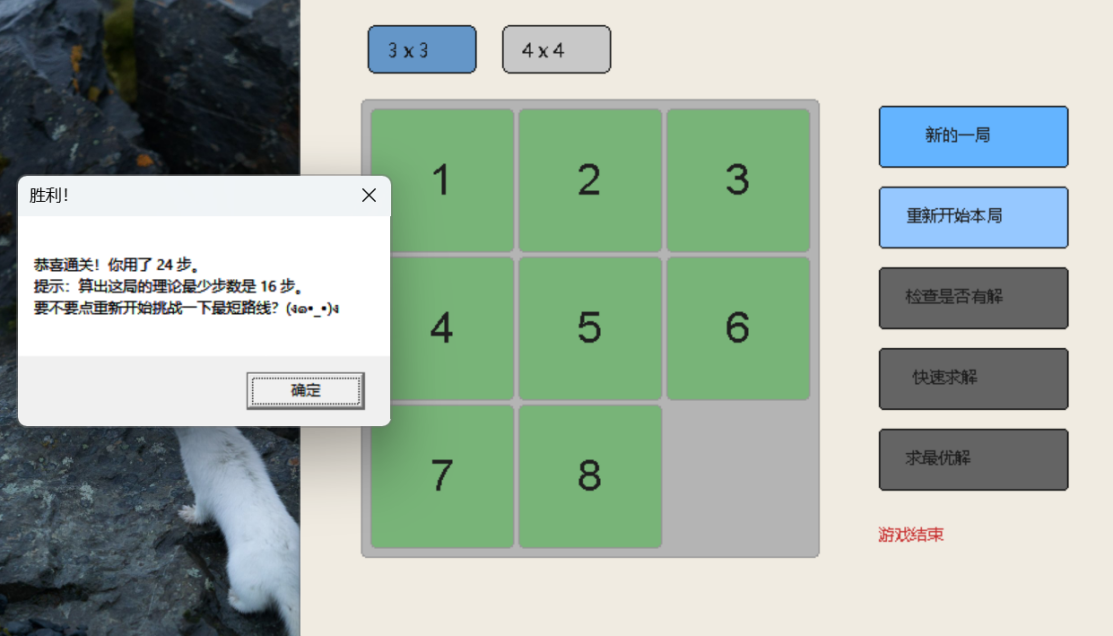 3 x 3
4 x 4
胜利!
恭喜通关! 你用了 24 步。
提示: 算出这局的理论最少步数是 16 步。
要不要点重新开始挑战一下最短路线? (ง๑•_•)ง
确定
1 2 3
4 5 6
7 8
新的一局
重新开始本局
检查是否有解
快速求解
求最优解
游戏结束